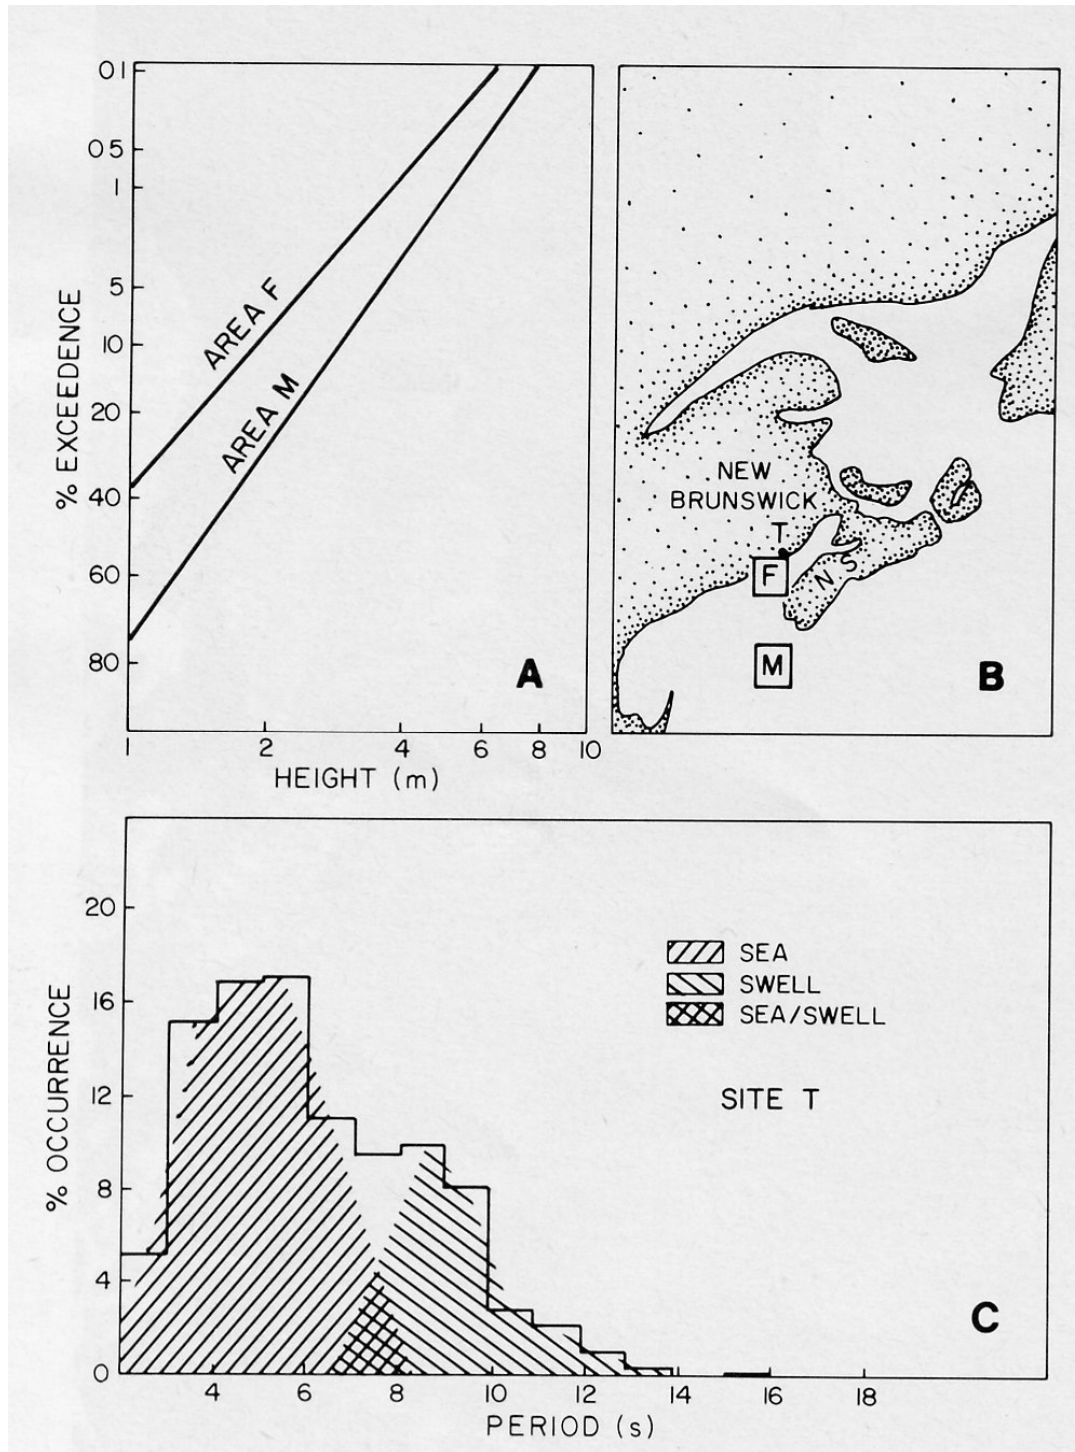 01
05
1
5
10
20
40
60
80
% EXCEEDENCE
AREA F
AREA M
A
1 2 4 6 8 10
HEIGHT (m)
NEW
BRUNSWICK
T
F
N S
M
B
20
16
12
8
4
0
% OCCURRENCE
SEA
SWELL
SEA/SWELL
SITE T
C
4 6 8 10 12 14 16 18
PERIOD (s)